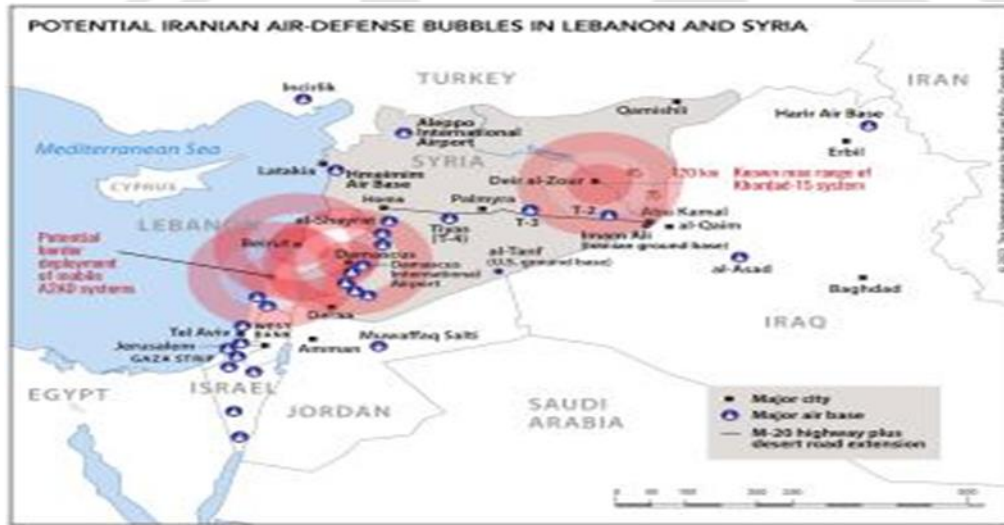 POTENTIAL IRANIAN AIR-DEFENSE BUBBLES IN LEBANON AND SYRIA
TURKEY
IRAN
Incirlik
Qamishli
Harir Air Base
Aleppo
International
Airport
Erbil
Mediterranean Sea
SYRIA
Latakia
Hmeimim
Air Base
Deir al-Zour
45
120 km
Known max range of
Khordad-15 system
CYPRUS
Hama
Palmyra
LEBANON
al-Shayrat
Tiyas
(T-4)
T-3
T-2
Abu Kamal
al-Qaim
Imam Ali
(Iranian ground base)
Potential
border
deployment
of mobile
A2AD systems
Beirut
Damascus
Damascus
International
Airport
al-Tanf
(U.S. ground base)
al-Asad
Baghdad
Daraa
IRAQ
Tel Aviv
WEST
BANK
Jerusalem
Amman
Muwaffaq Salti
GAZA STRIP
EGYPT
ISRAEL
JORDAN
SAUDI
ARABIA
Major city
Major air base
M-20 highway plus
desert road extension